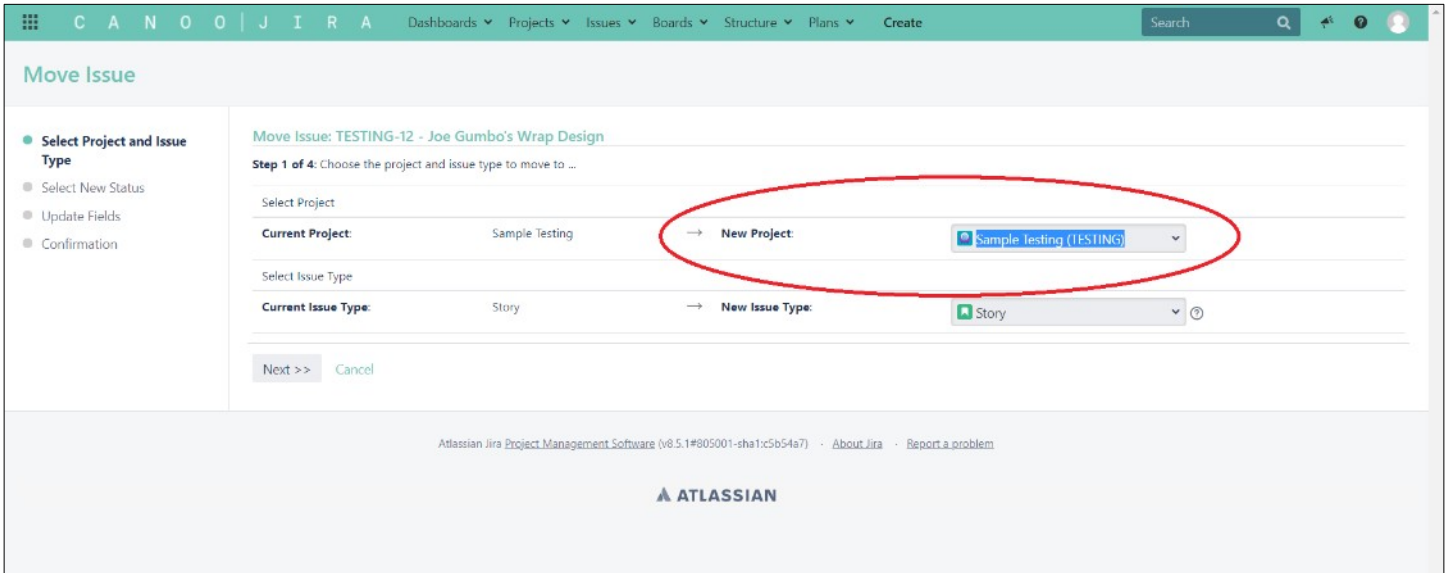 C A N O O | J I R A Dashboards Projects Issues Boards Structure Plans Create Search
Move Issue
Select Project and Issue Type
Select New Status
Update Fields
Confirmation
Move Issue: TESTING-12 - Joe Gumbo's Wrap Design
Step 1 of 4: Choose the project and issue type to move to ...
Select Project
Current Project: Sample Testing → New Project: Sample Testing (TESTING)
Select Issue Type
Current Issue Type: Story → New Issue Type: Story
Next >> Cancel
Atlassian Jira Project Management Software (v8.5.1#805001-sha1:c5b54a7) · About Jira · Report a problem
ATLASSIAN